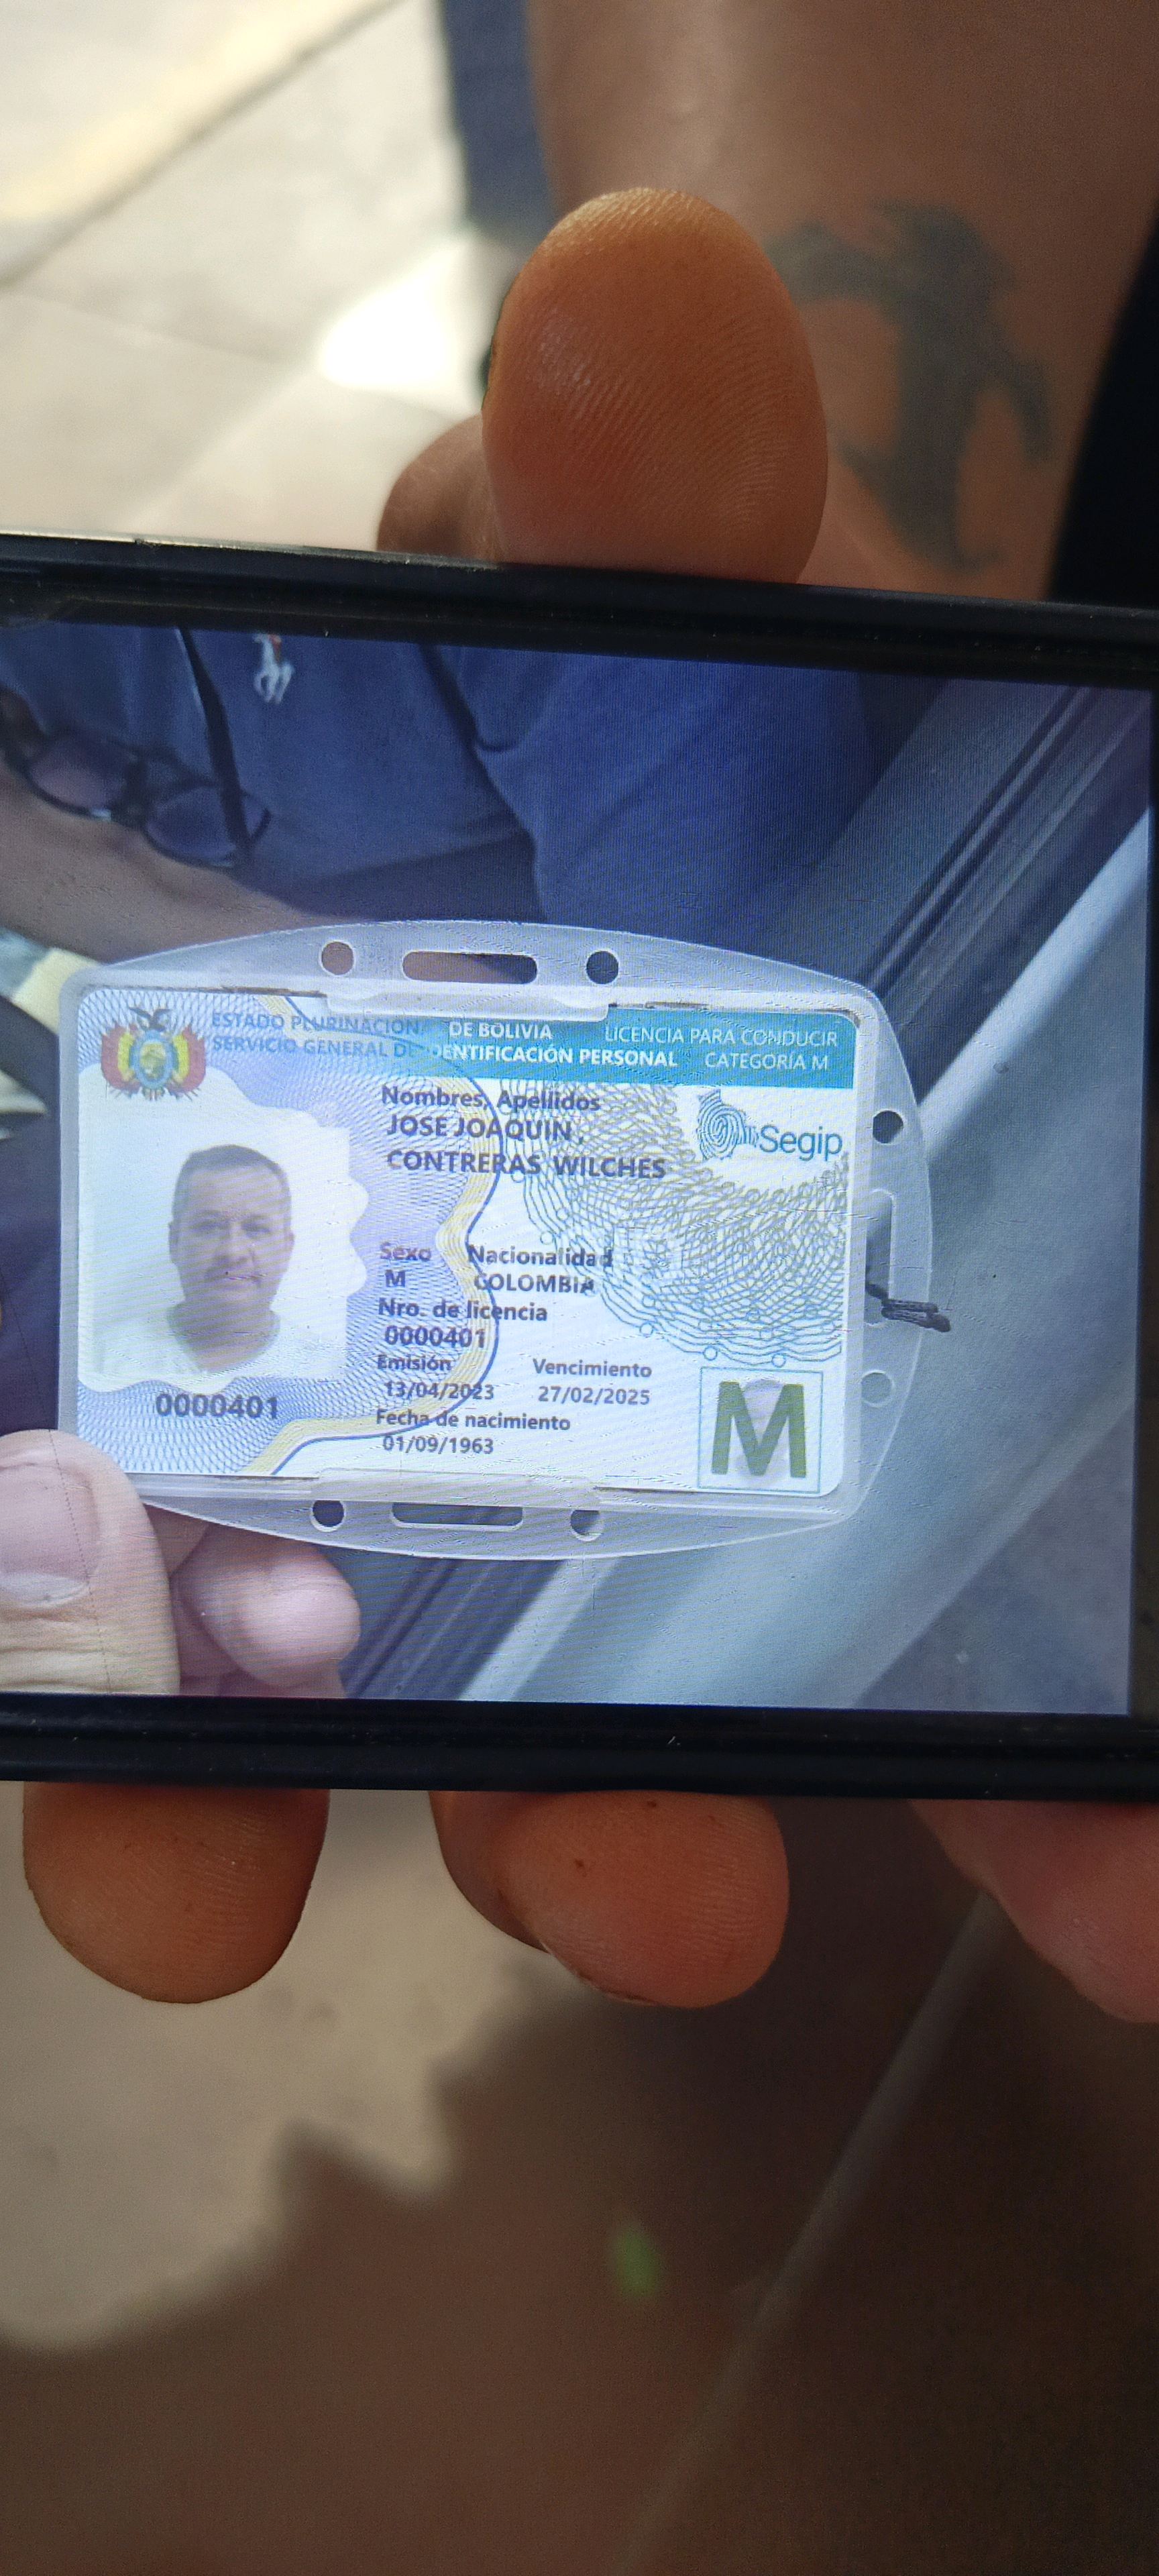 ESTADO PLURINACIONAL DE BOLIVIA
SERVICIO GENERAL DE IDENTIFICACIÓN PERSONAL
LICENCIA PARA CONDUCIR
CATEGORÍA M
Segip
Nombres, Apellidos
JOSE JOAQUIN,
CONTRERAS WILCHES
Sexo Nacionalidad
M COLOMBIA
Nro. de licencia
0000401
Emisión Vencimiento
13/04/2023 27/02/2025
Fecha de nacimiento
01/09/1963
0000401
M